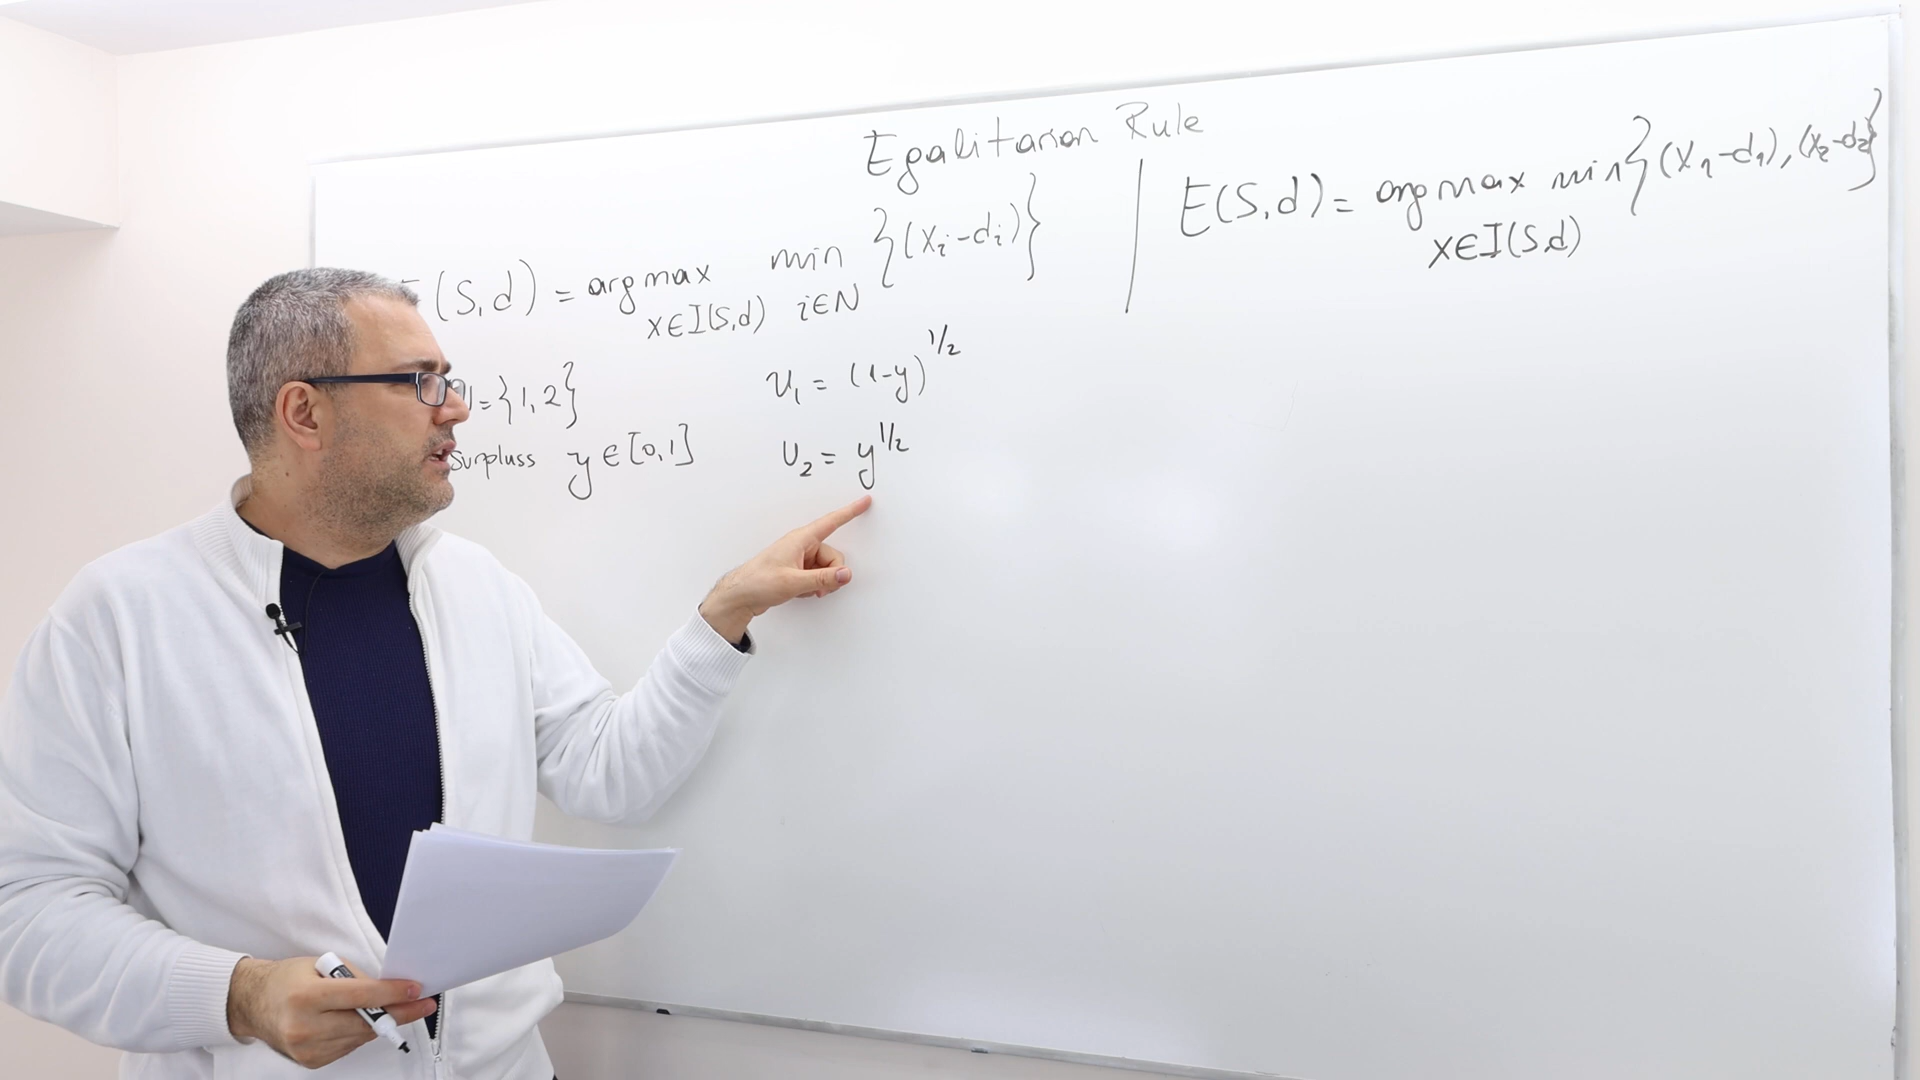 Egalitarian Rule
E(S,d) = argmax min {(xi-di)}
x∈I(S,d) i∈N
N={1,2}
Surpluss y ∈ [0,1]
U1 = (1-y)^1/2
U2 = y^1/2
E(S,d) = argmax min {(x1-d1), (x2-d2)}
x∈I(S,d)